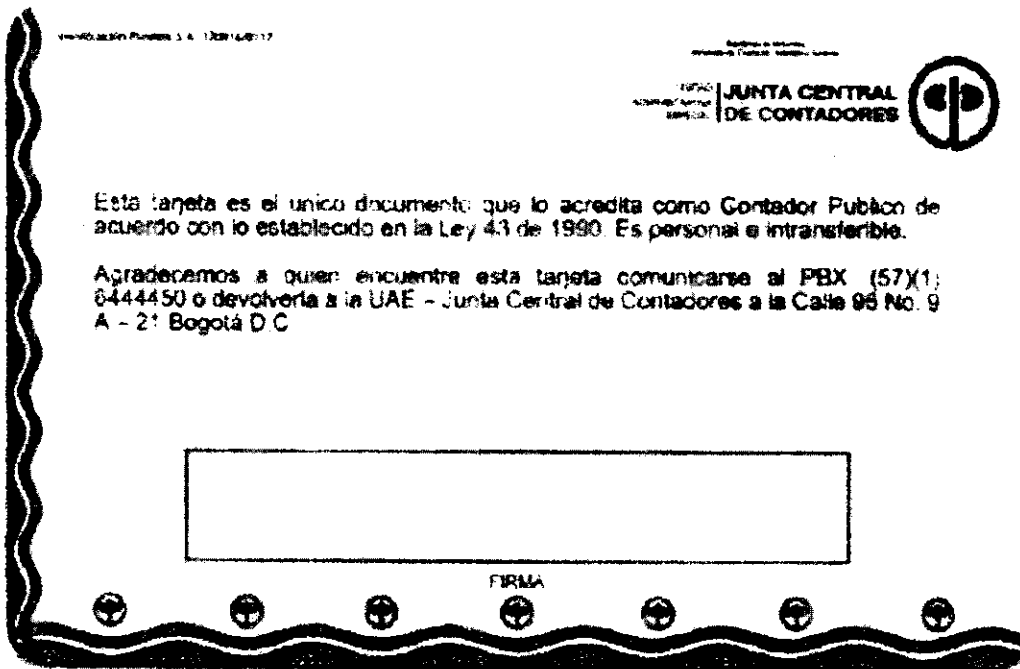 JUNTA CENTRAL
DE CONTADORES
Esta tarjeta es el unico documento que lo acredita como Contador Publico de
acuerdo con lo establecido en la Ley 43 de 1990. Es personal e intransferible.
Agradecemos a quien encuentre esta tarjeta comunicarse al PBX (57)(1)
6444450 o devolverla a la UAE - Junta Central de Contadores a la Calle 96 No. 9
A - 21 Bogotá D.C
FIRMA